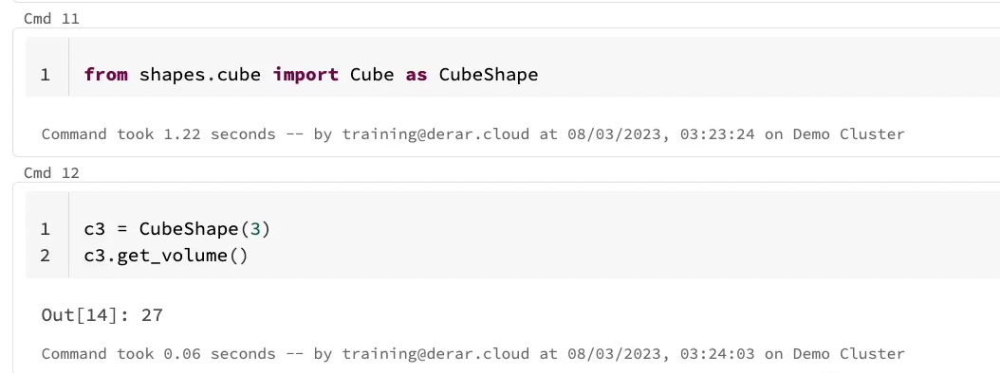 Cmd 11
1 from shapes.cube import Cube as CubeShape
Command took 1.22 seconds -- by training@derar.cloud at 08/03/2023, 03:23:24 on Demo Cluster
Cmd 12
1 c3 = CubeShape(3)
2 c3.get_volume()
Out[14]: 27
Command took 0.06 seconds -- by training@derar.cloud at 08/03/2023, 03:24:03 on Demo Cluster